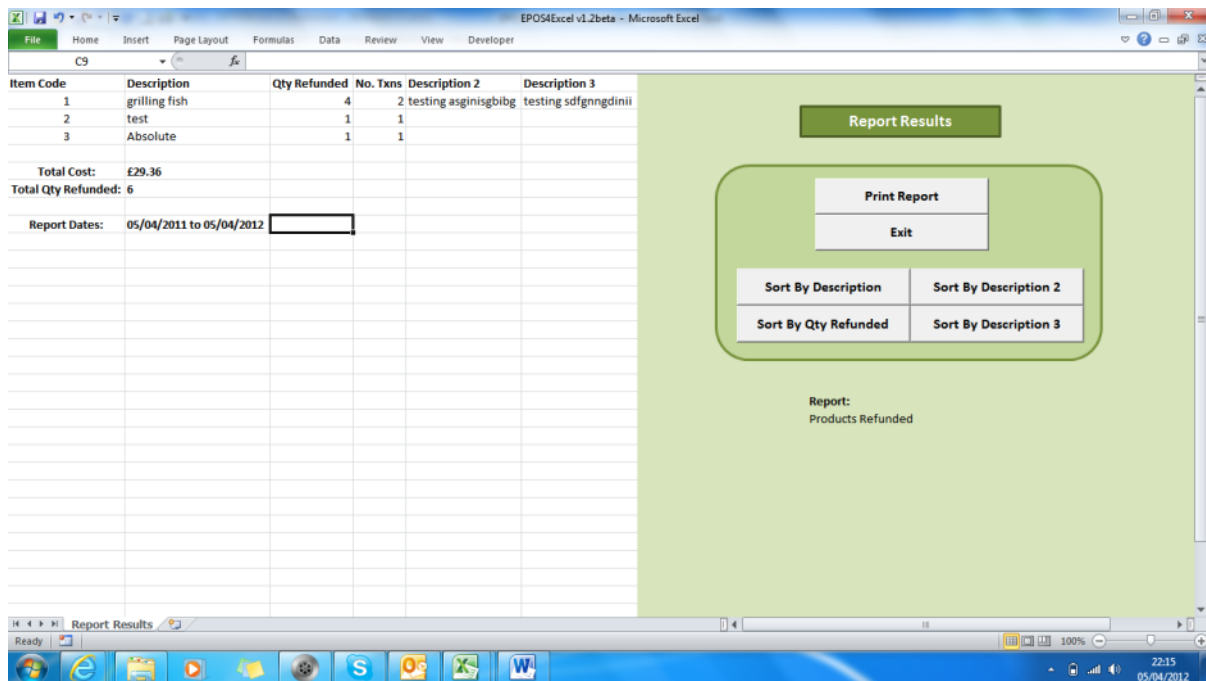 EPOS4Excel v1.2beta - Microsoft Excel
File Home Insert Page Layout Formulas Data Review View Developer
C9 fx
Item Code Description Qty Refunded No. Txns Description 2 Description 3
1 grilling fish 4 2 testing asginisgbibg testing sdfgnngdinii
2 test 1 1
3 Absolute 1 1
Total Cost: £29.36
Total Qty Refunded: 6
Report Dates: 05/04/2011 to 05/04/2012
Report Results
Print Report
Exit
Sort By Description Sort By Description 2
Sort By Qty Refunded Sort By Description 3
Report:
Products Refunded
Report Results
Ready 100%
22:15
05/04/2012